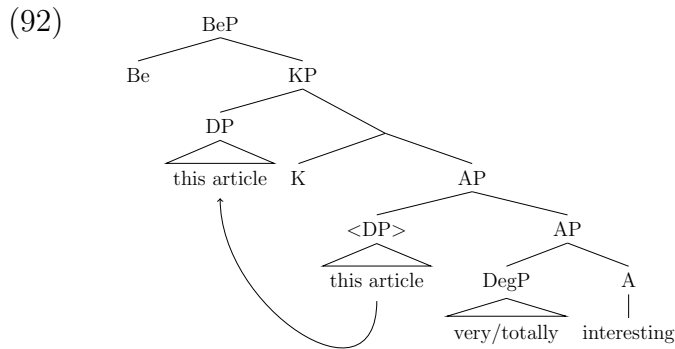 (92)
BeP
Be
KP
DP
this article
K
AP
<DP>
AP
this article
DegP
A
very/totally
interesting